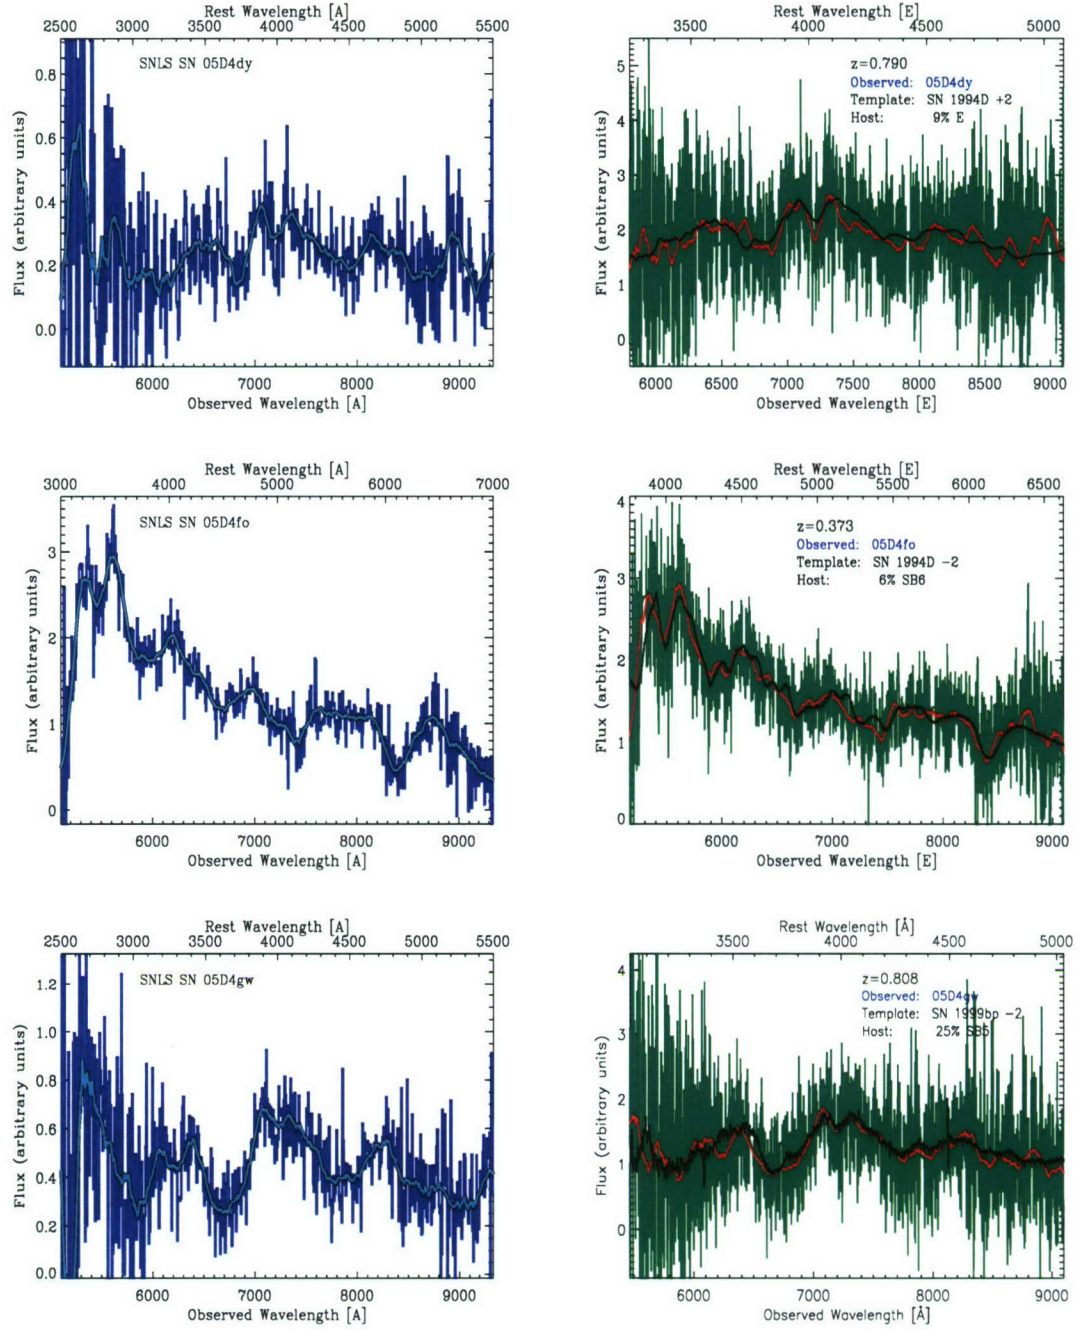 Rest Wavelength [A]
2500 3000 3500 4000 4500 5000 5500
SNLS SN 05D4dy
0.8
0.6
0.4
0.2
0.0
Flux (arbitrary units)
6000 7000 8000 9000
Observed Wavelength [A]
Rest Wavelength [E]
3500 4000 4500 5000
z=0.790
Observed: 05D4dy
Template: SN 1994D +2
Host: 9% E
5
4
3
2
1
0
Flux (arbitrary units)
6000 6500 7000 7500 8000 8500 9000
Observed Wavelength [E]
Rest Wavelength [A]
3000 4000 5000 6000 7000
SNLS SN 05D4fo
3
2
1
0
Flux (arbitrary units)
6000 7000 8000 9000
Observed Wavelength [A]
Rest Wavelength [E]
4000 4500 5000 5500 6000 6500
z=0.373
Observed: 05D4fo
Template: SN 1994D −2
Host: 6% SB6
4
3
2
1
0
Flux (arbitrary units)
6000 7000 8000 9000
Observed Wavelength [E]
Rest Wavelength [A]
2500 3000 3500 4000 4500 5000 5500
SNLS SN 05D4gw
1.2
1.0
0.8
0.6
0.4
0.2
0.0
Flux (arbitrary units)
6000 7000 8000 9000
Observed Wavelength [A]
Rest Wavelength [Å]
3500 4000 4500 5000
z=0.808
Observed: 05D4gw
Template: SN 1999bp −2
Host: 25% SB5
4
3
2
1
0
Flux (arbitrary units)
6000 7000 8000 9000
Observed Wavelength [Å]